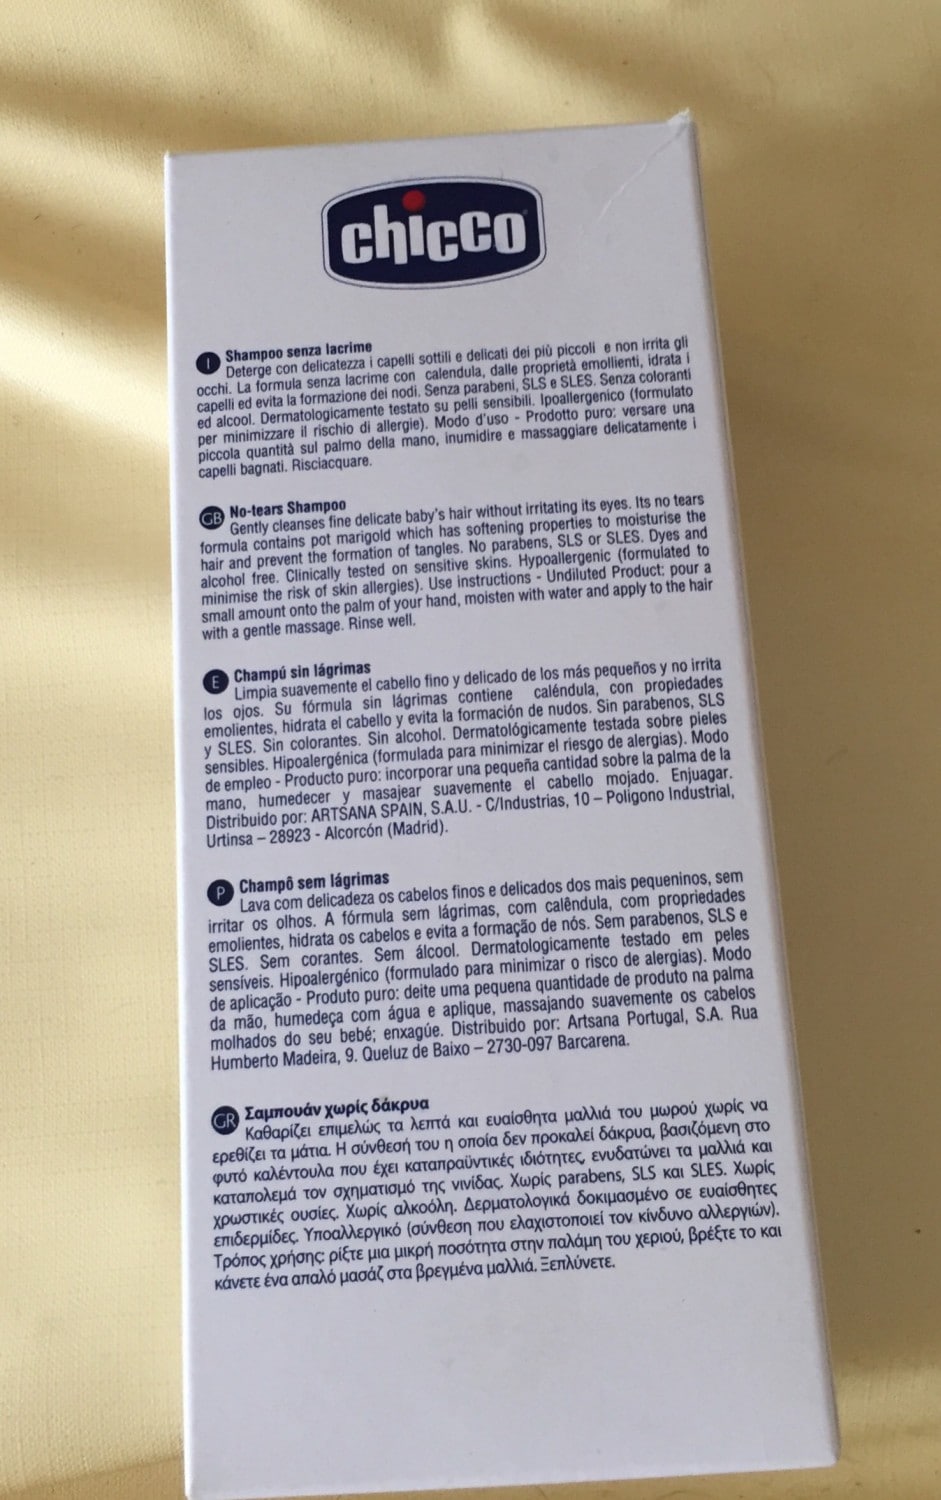 chicco
I Shampoo senza lacrime
Deterge con delicatezza i capelli sottili e delicati dei più piccoli e non irrita gli
occhi. La formula senza lacrime con calendula, dalle proprietà emollienti, idrata i
capelli ed evita la formazione dei nodi. Senza parabeni, SLS e SLES. Senza coloranti
ed alcool. Dermatologicamente testato su pelli sensibili. Ipoallergenico (formulato
per minimizzare il rischio di allergie). Modo d'uso - Prodotto puro: versare una
piccola quantità sul palmo della mano, inumidire e massaggiare delicatamente i
capelli bagnati. Risciacquare.
GB No-tears Shampoo
Gently cleanses fine delicate baby's hair without irritating its eyes. Its no tears
formula contains pot marigold which has softening properties to moisturise the
hair and prevent the formation of tangles. No parabens, SLS or SLES. Dyes and
alcohol free. Clinically tested on sensitive skins. Hypoallergenic (formulated to
minimise the risk of skin allergies). Use instructions - Undiluted Product: pour a
small amount onto the palm of your hand, moisten with water and apply to the hair
with a gentle massage. Rinse well.
E Champú sin lágrimas
Limpia suavemente el cabello fino y delicado de los más pequeños y no irrita
los ojos. Su fórmula sin lágrimas contiene caléndula, con propiedades
emolientes, hidrata el cabello y evita la formación de nudos. Sin parabenos, SLS
y SLES. Sin colorantes. Sin alcohol. Dermatológicamente testada sobre pieles
sensibles. Hipoalergénica (formulada para minimizar el riesgo de alergias). Modo
de empleo - Producto puro: incorporar una pequeña cantidad sobre la palma de la
mano, humedecer y masajear suavemente el cabello mojado. Enjuagar.
Distribuido por: ARTSANA SPAIN, S.A.U. - C/Industrias, 10 – Poligono Industrial,
Urtinsa – 28923 - Alcorcón (Madrid).
P Champô sem lágrimas
Lava com delicadeza os cabelos finos e delicados dos mais pequeninos, sem
irritar os olhos. A fórmula sem lágrimas, com calêndula, com propriedades
emolientes, hidrata os cabelos e evita a formação de nós. Sem parabenos, SLS e
SLES. Sem corantes. Sem álcool. Dermatologicamente testado em peles
sensíveis. Hipoalergénico (formulado para minimizar o risco de alergias). Modo
de aplicação - Produto puro: deite uma pequena quantidade de produto na palma
da mão, humedeça com água e aplique, massajando suavemente os cabelos
molhados do seu bebé; enxagúe. Distribuido por: Artsana Portugal, S.A. Rua
Humberto Madeira, 9. Queluz de Baixo – 2730-097 Barcarena.
GR Σαμπουάν χωρίς δάκρυα
Καθαρίζει επιμελώς τα λεπτά και ευαίσθητα μαλλιά του μωρού χωρίς να
ερεθίζει τα μάτια. Η σύνθεσή του η οποία δεν προκαλεί δάκρυα, βασιζόμενη στο
φυτό καλέντουλα που έχει καταπραϋντικές ιδιότητες, ενυδατώνει τα μαλλιά και
καταπολεμά τον σχηματισμό της νινίδας. Χωρίς parabens, SLS και SLES. Χωρίς
χρωστικές ουσίες. Χωρίς αλκοόλη. Δερματολογικά δοκιμασμένο σε ευαίσθητες
επιδερμίδες. Υποαλλεργικό (σύνθεση που ελαχιστοποιεί τον κίνδυνο αλλεργιών).
Τρόπος χρήσης: ρίξτε μια μικρή ποσότητα στην παλάμη του χεριού, βρέξτε το και
κάνετε ένα απαλό μασάζ στα βρεγμένα μαλλιά. Ξεπλύνετε.